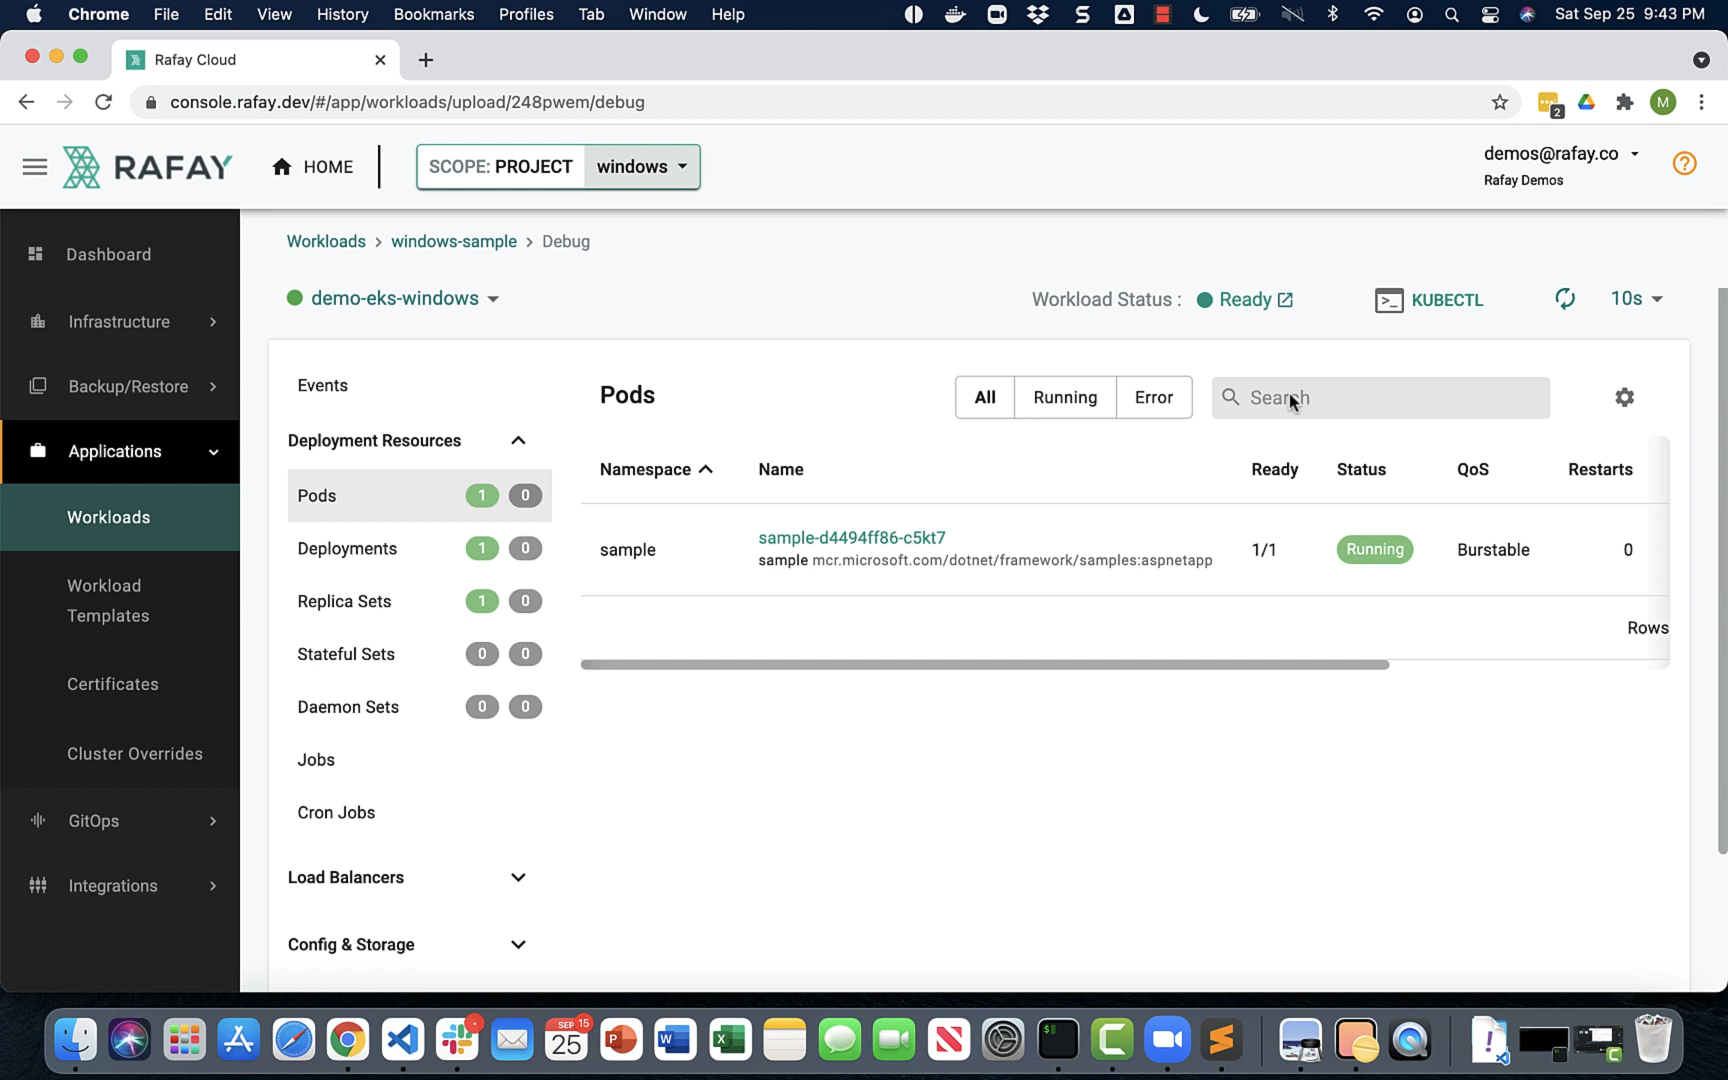 Chrome File Edit View History Bookmarks Profiles Tab Window Help Sat Sep 25 9:43 PM
Rafay Cloud
console.rafay.dev/#/app/workloads/upload/248pwem/debug
2
M
RAFAY
HOME
SCOPE: PROJECT windows
demos@rafay.co
Rafay Demos
?
Dashboard
Infrastructure
Backup/Restore
Applications
Workloads
Workload
Templates
Certificates
Cluster Overrides
GitOps
Integrations
Workloads > windows-sample > Debug
demo-eks-windows
Workload Status : Ready
KUBECTL
10s
Events
Deployment Resources
Pods 1 0
Deployments 1 0
Replica Sets 1 0
Stateful Sets 0 0
Daemon Sets 0 0
Jobs
Cron Jobs
Load Balancers
Config & Storage
Pods
All Running Error
Search
Namespace Name Ready Status QoS Restarts
sample
sample-d4494ff86-c5kt7
sample mcr.microsoft.com/dotnet/framework/samples:aspnetapp
1/1 Running Burstable 0
Rows
SEP 15
25
P
W
X
N
$
C
S
!